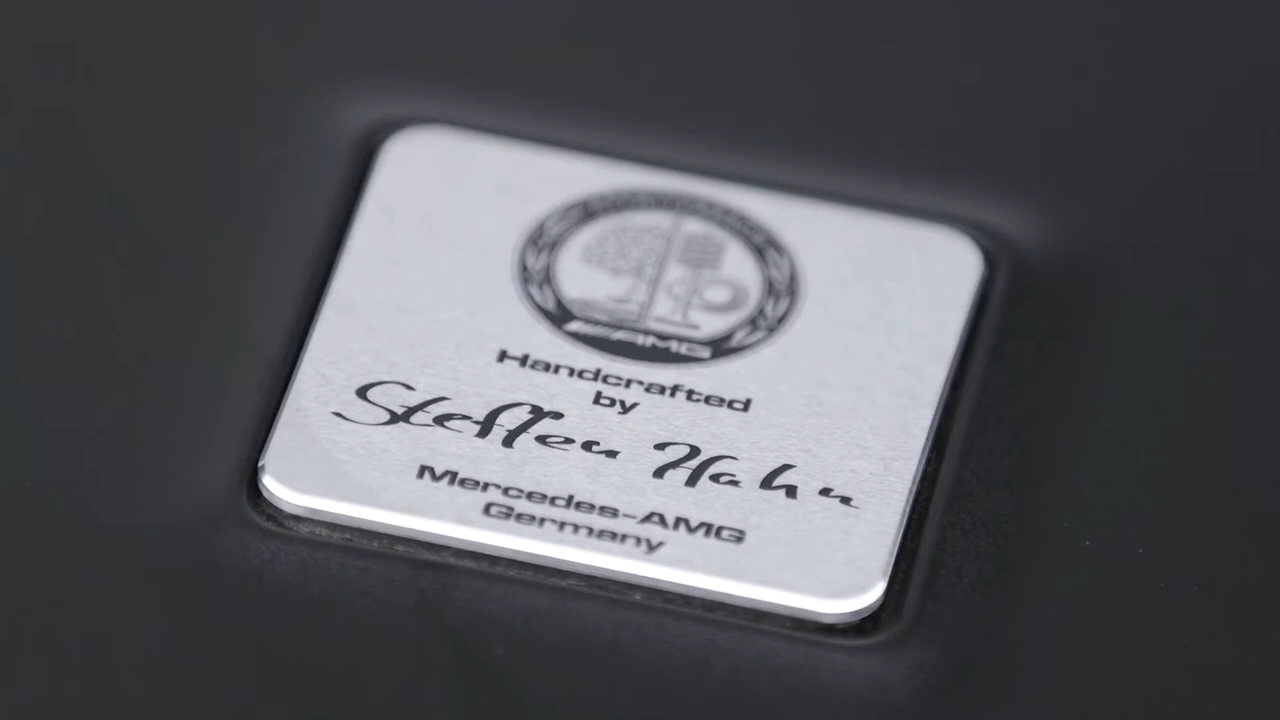 AMG
Handcrafted
by
Steffen Hahn
Mercedes-AMG
Germany